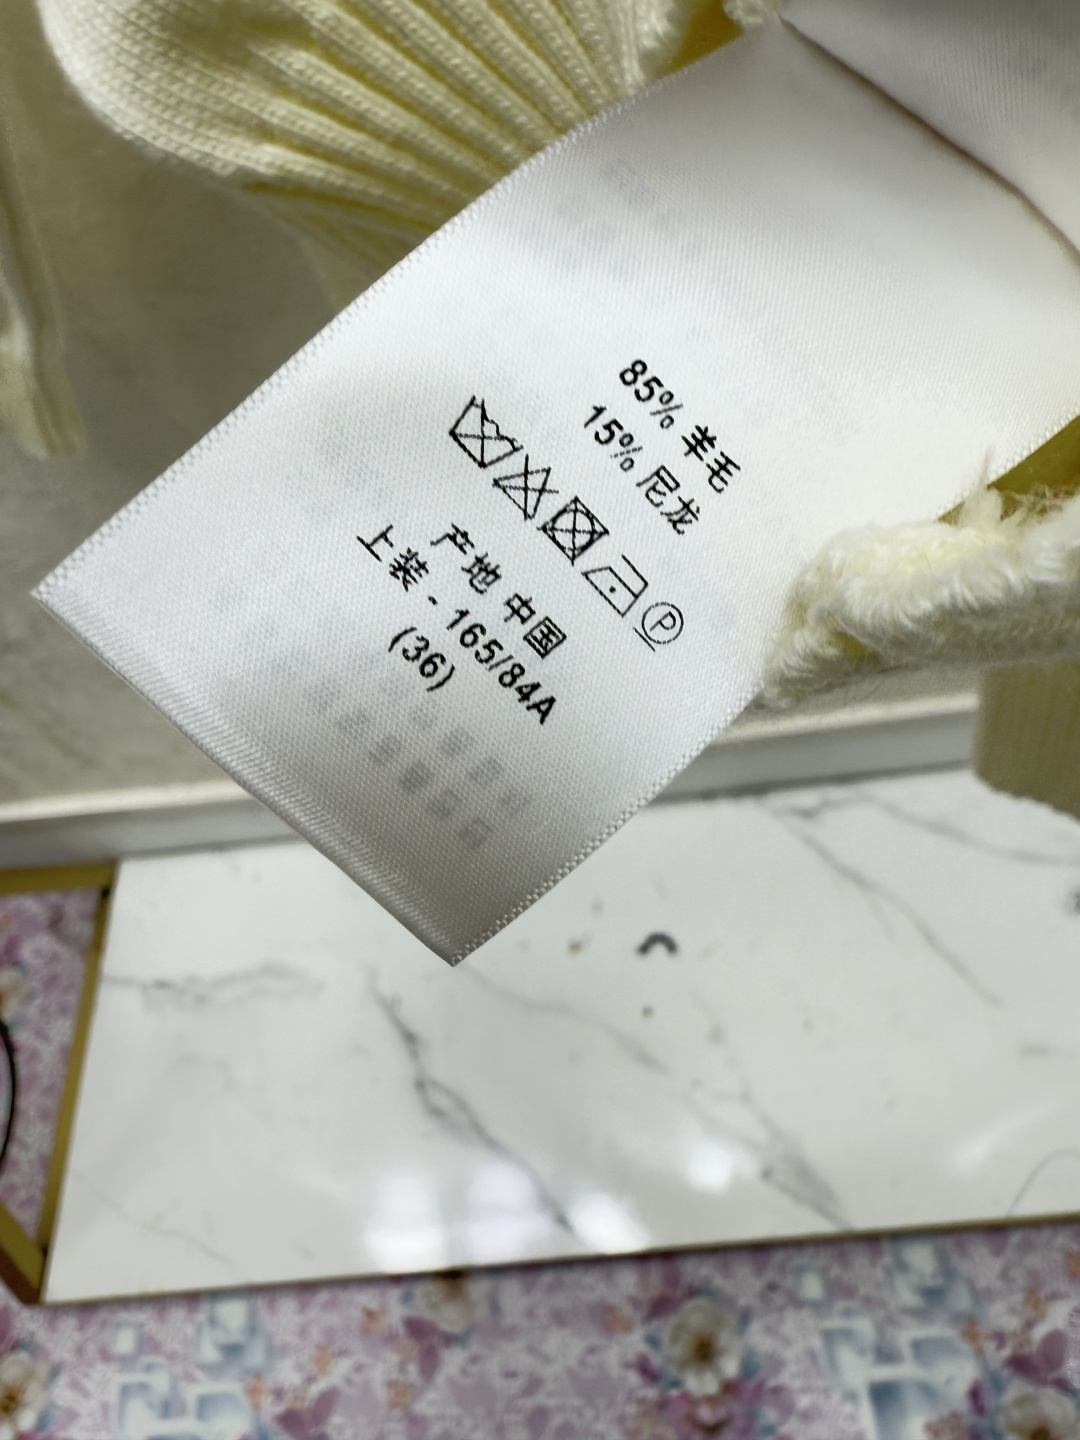 85% 羊毛
15% 尼龙
P
产地 中国
上装 - 165/84A
(36)